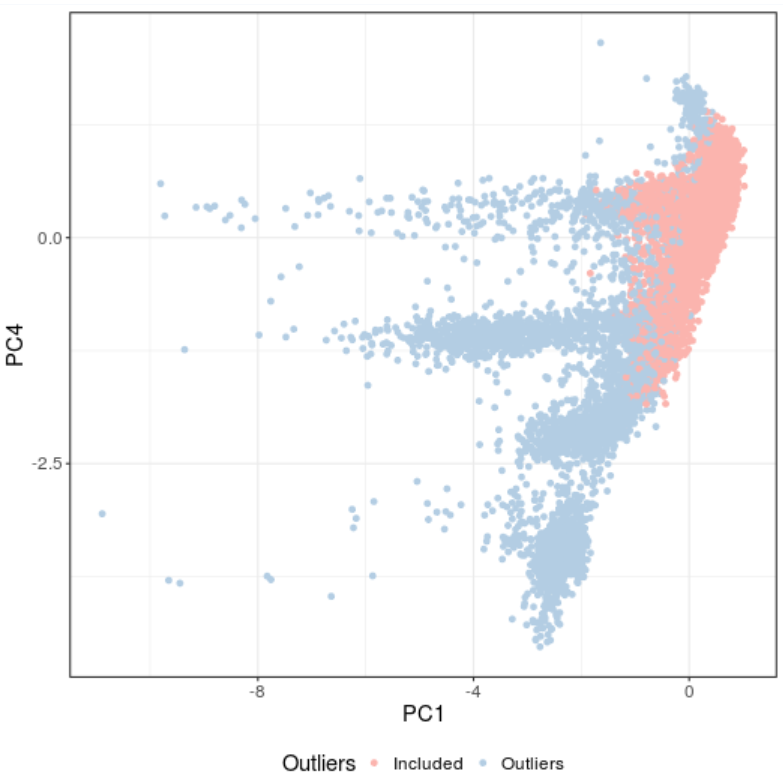 0.0
-2.5
PC4
-8 -4 0
PC1
Outliers Included Outliers